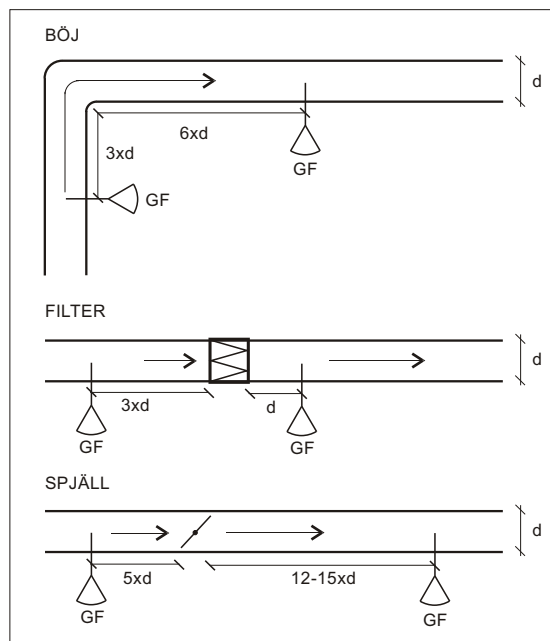 BÖJ
d
6xd
3xd
GF
GF
FILTER
d
3xd
d
GF
GF
SPJÄLL
d
5xd
12-15xd
GF
GF